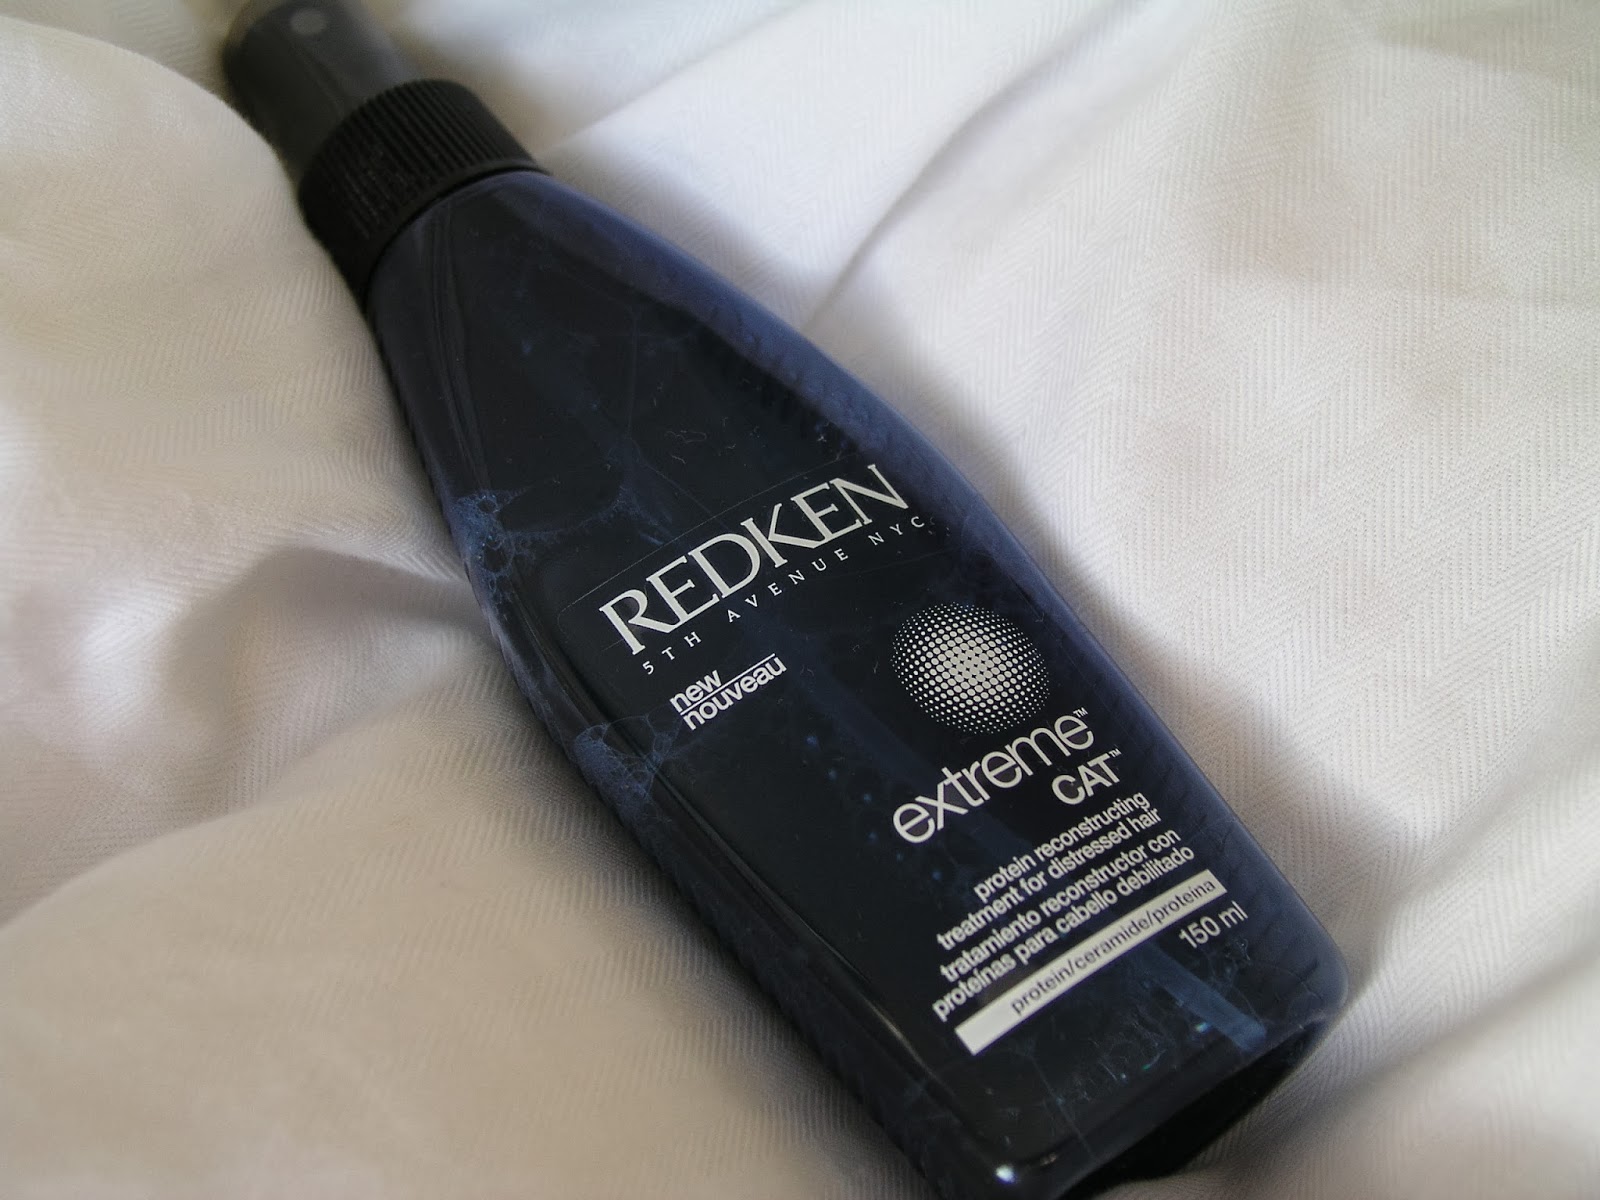 REDKEN
5TH AVENUE NYC
new
nouveau
extreme™
CAT™
protein reconstructing
treatment for distressed hair
tratamiento reconstructor con
proteínas para cabello debilitado
protein/ceramide/proteína
150 ml